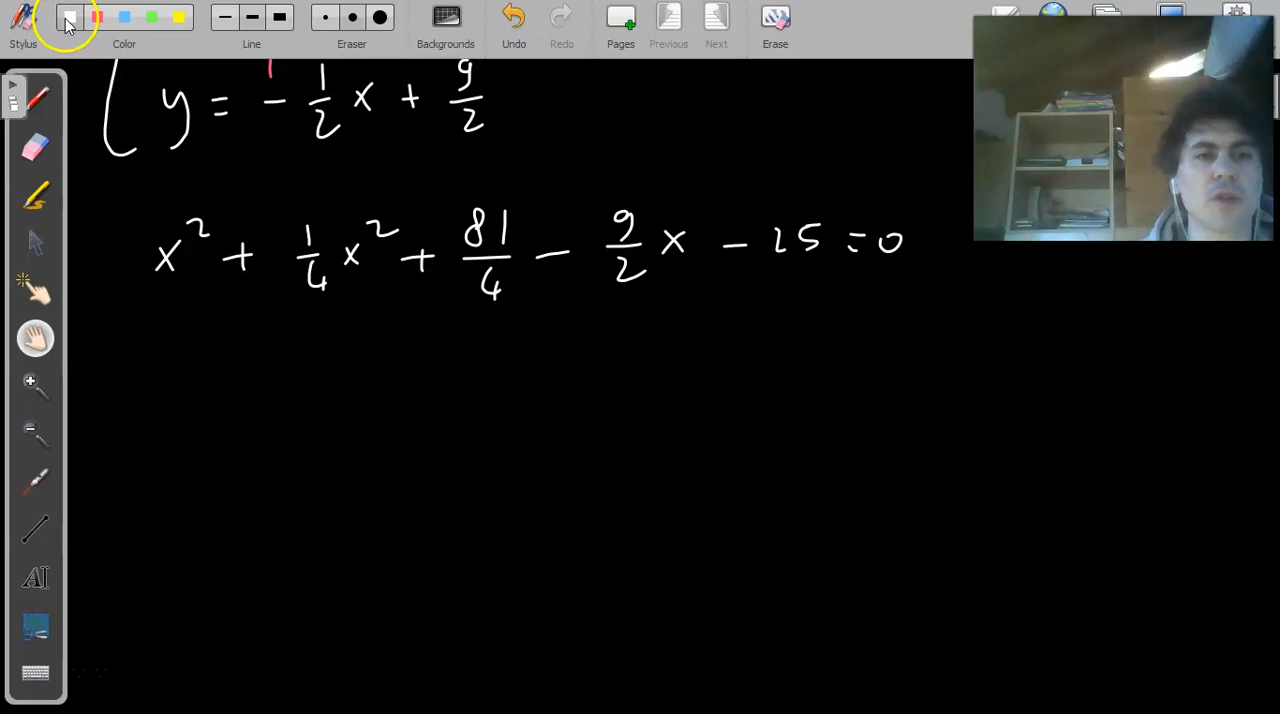 Stylus Color Line Eraser Backgrounds Undo Redo Pages Previous Next Erase
y = - 1/2 x + 9/2
x² + 1/4 x² + 81/4 - 9/2 x - 25 = 0
AI